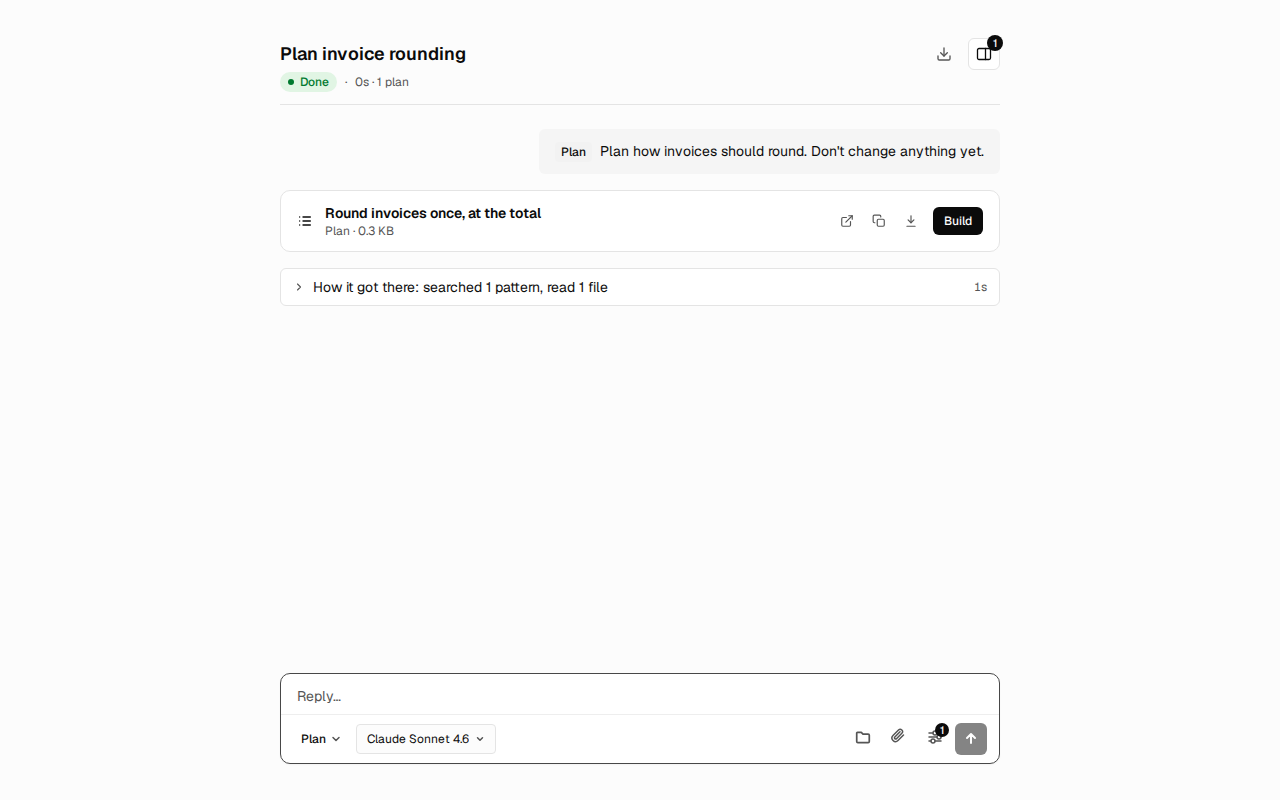 Plan invoice rounding
1
Done · 0s · 1 plan
Plan Plan how invoices should round. Don't change anything yet.
Round invoices once, at the total
Plan · 0.3 KB
Build
How it got there: searched 1 pattern, read 1 file 1s
Reply...
Plan Claude Sonnet 4.6 1